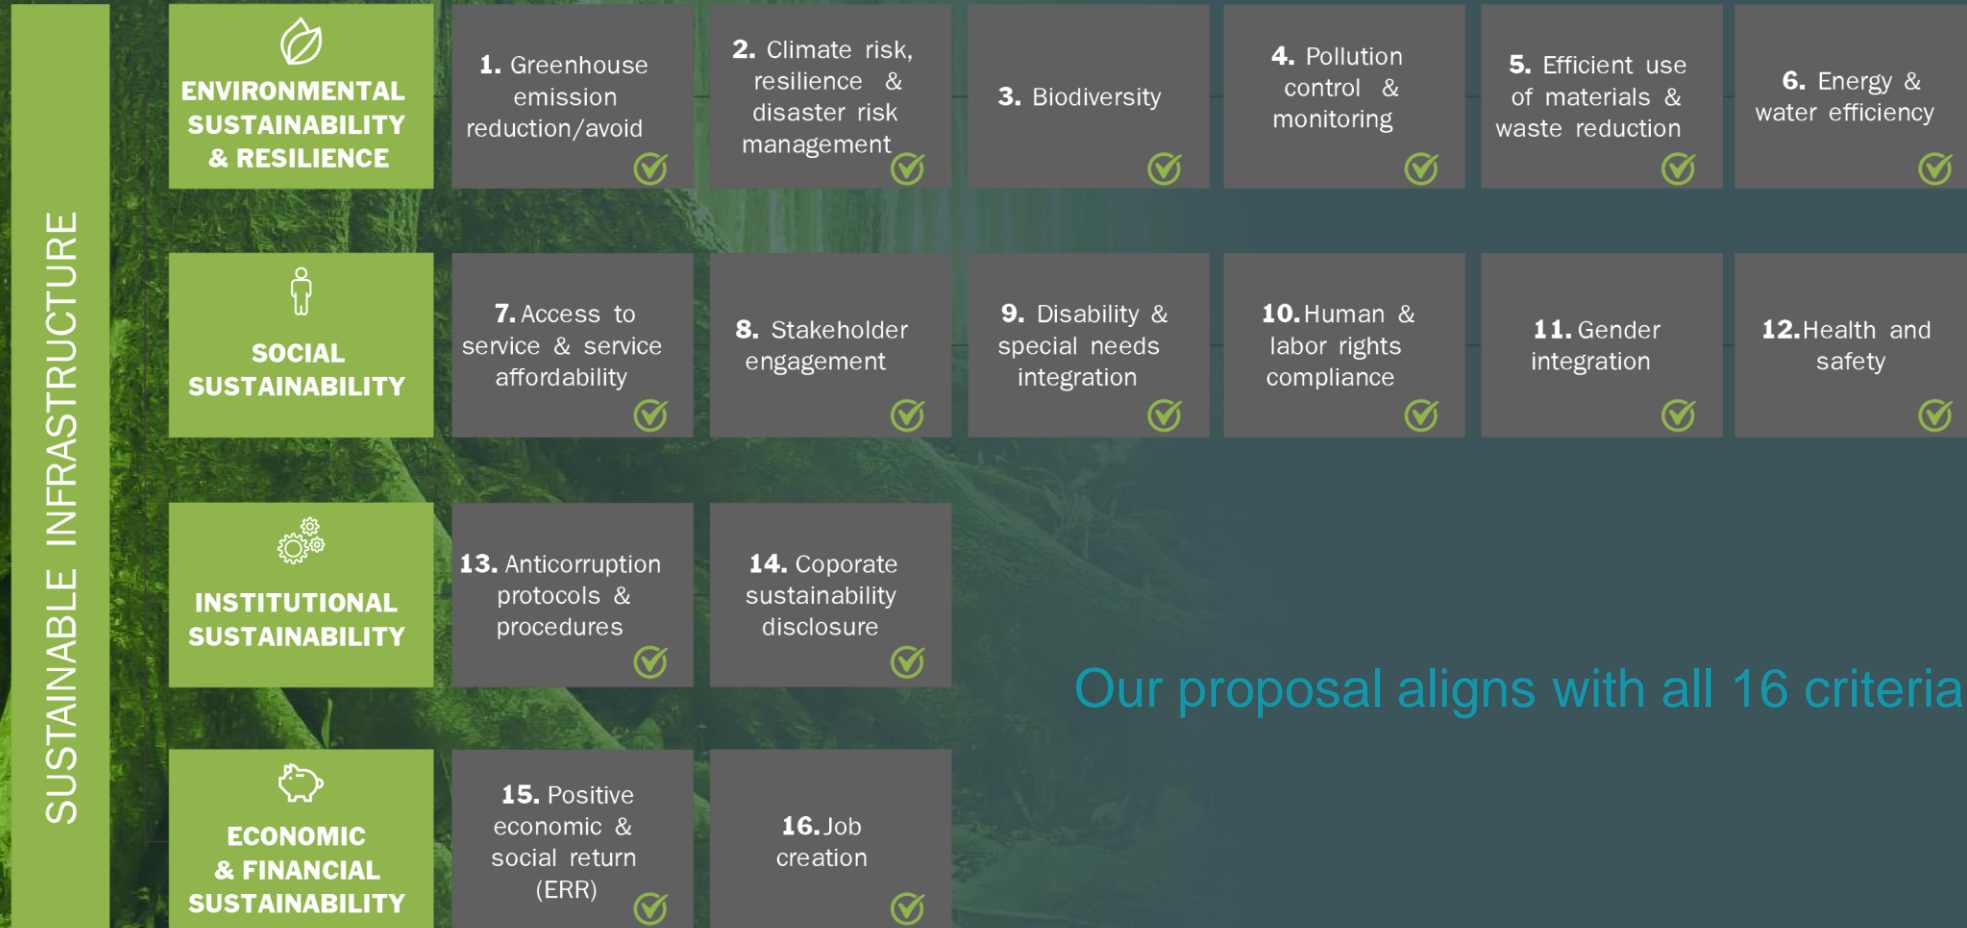 SUSTAINABLE INFRASTRUCTURE
ENVIRONMENTAL
SUSTAINABILITY
& RESILIENCE
1. Greenhouse
emission
reduction/avoid
2. Climate risk,
resilience &
disaster risk
management
3. Biodiversity
4. Pollution
control &
monitoring
5. Efficient use
of materials &
waste reduction
6. Energy &
water efficiency
SOCIAL
SUSTAINABILITY
7. Access to
service & service
affordability
8. Stakeholder
engagement
9. Disability &
special needs
integration
10. Human &
labor rights
compliance
11. Gender
integration
12. Health and
safety
INSTITUTIONAL
SUSTAINABILITY
13. Anticorruption
protocols &
procedures
14. Coporate
sustainability
disclosure
Our proposal aligns with all 16 criteria
ECONOMIC
& FINANCIAL
SUSTAINABILITY
15. Positive
economic &
social return
(ERR)
16. Job
creation